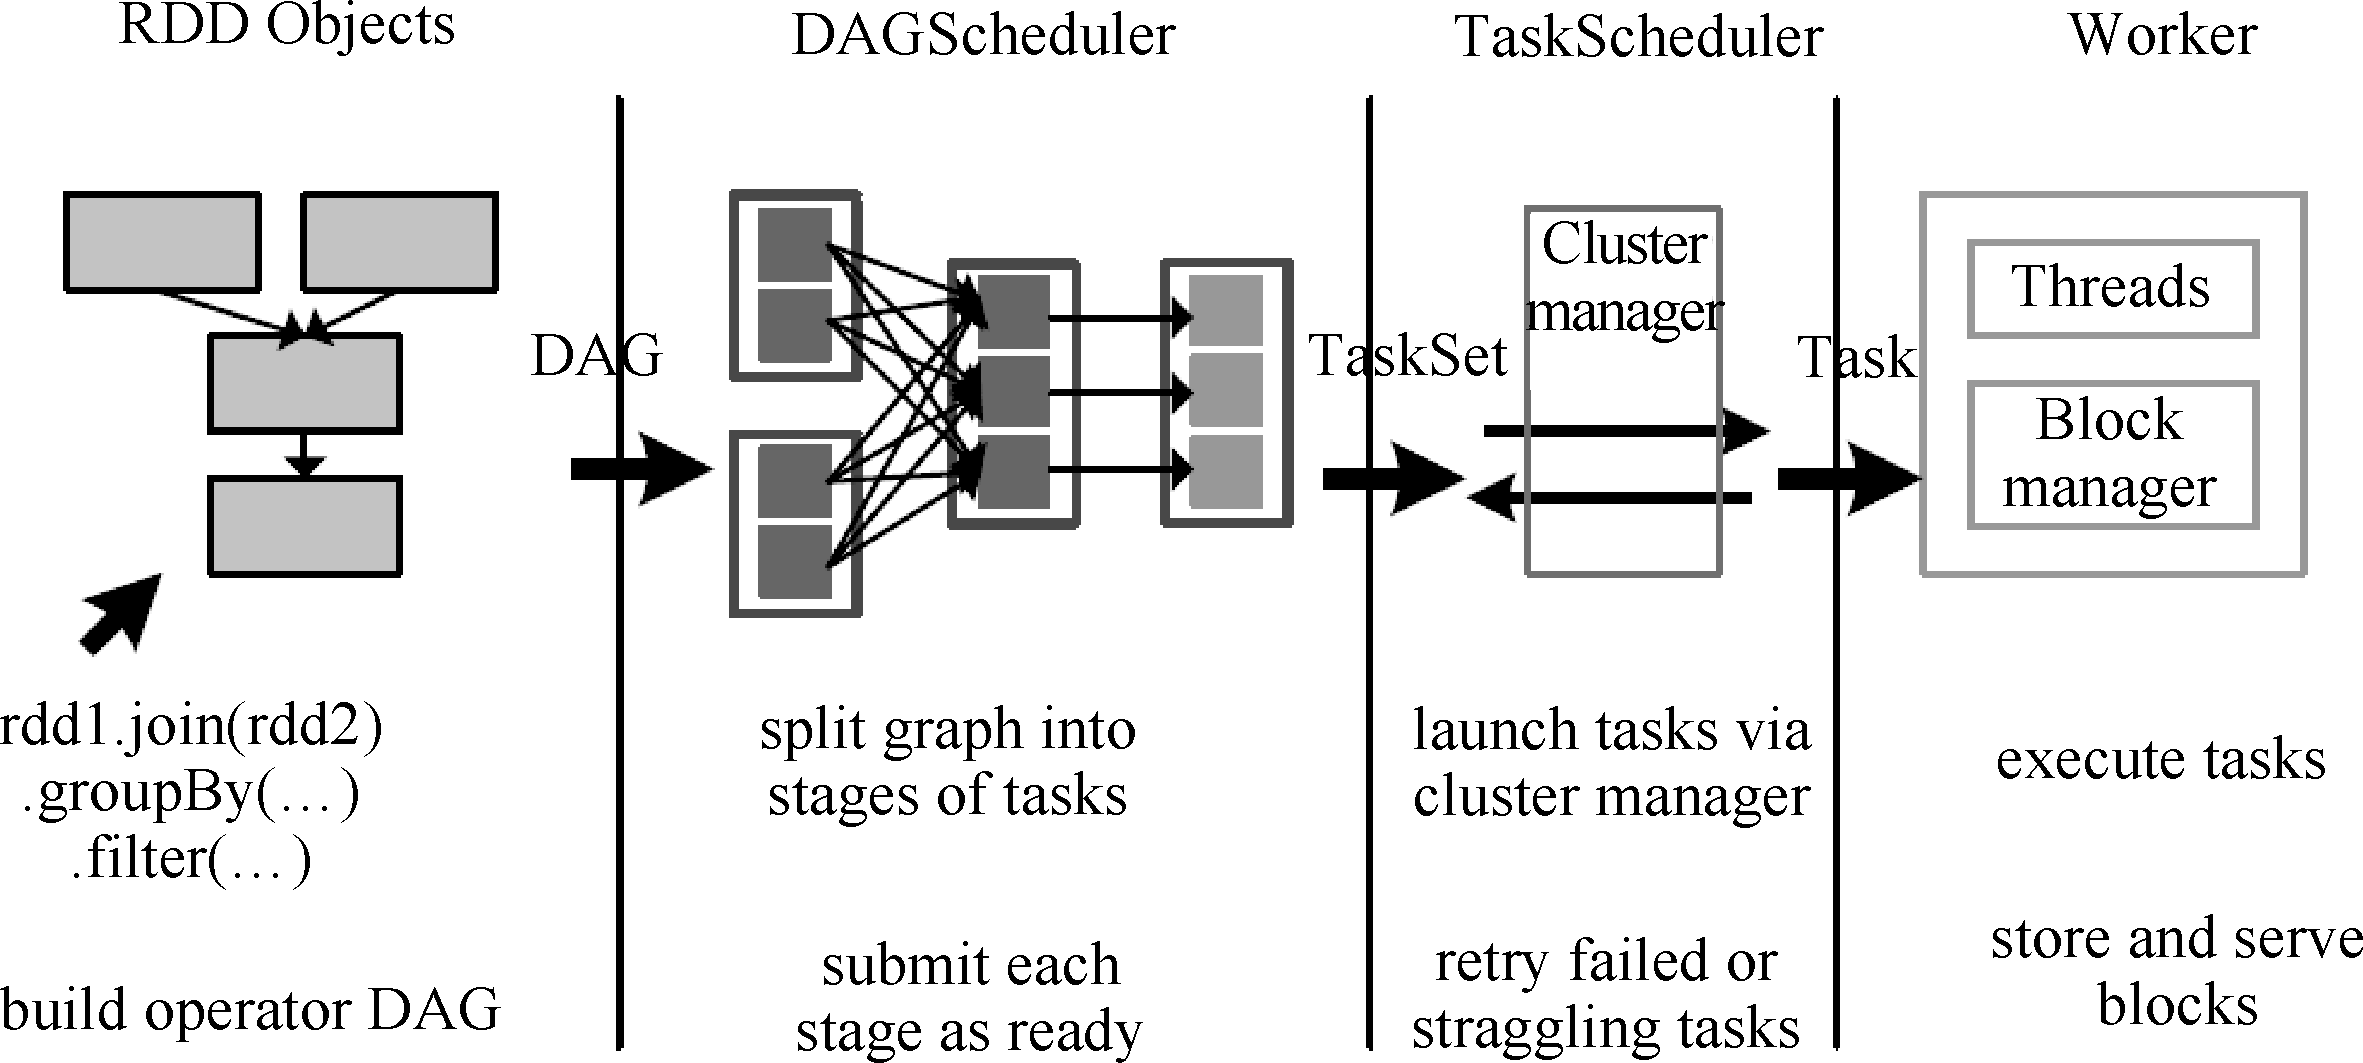 RDD Objects
rdd1.join(rdd2)
.groupBy(…)
.filter(…)
build operator DAG
DAG
DAGScheduler
split graph into
stages of tasks
submit each
stage as ready
TaskSet
TaskScheduler
Cluster
manager
launch tasks via
cluster manager
retry failed or
straggling tasks
Task
Worker
Threads
Block
manager
execute tasks
store and serve
blocks